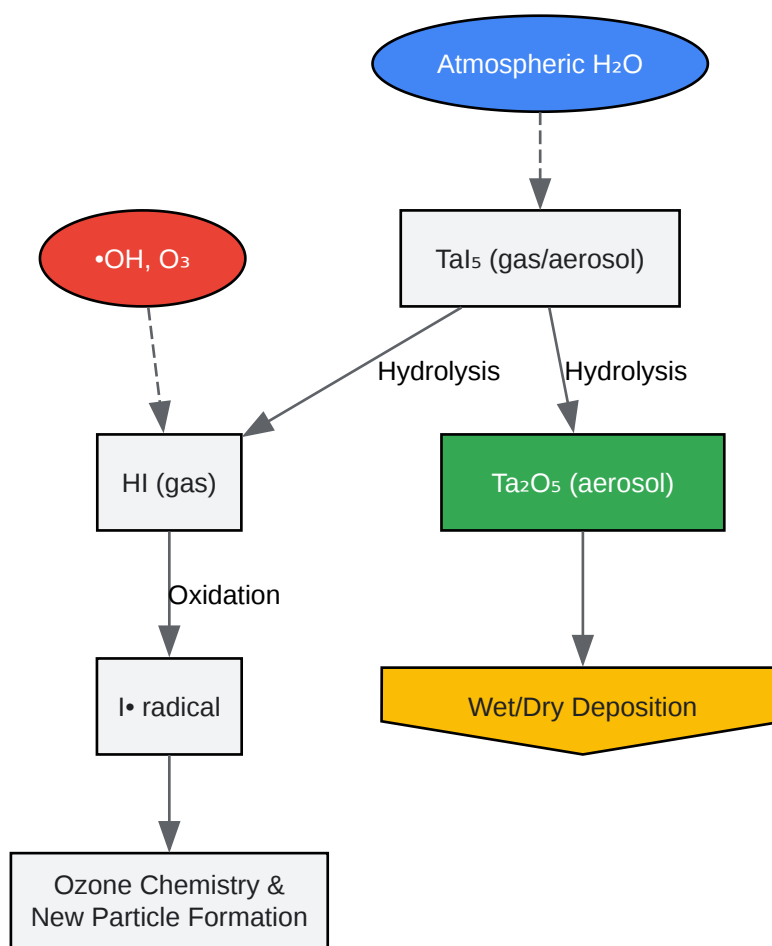 Atmospheric H₂O
TaI₅ (gas/aerosol)
•OH, O₃
Hydrolysis
Hydrolysis
HI (gas)
Ta₂O₅ (aerosol)
Oxidation
I• radical
Wet/Dry Deposition
Ozone Chemistry &
New Particle Formation